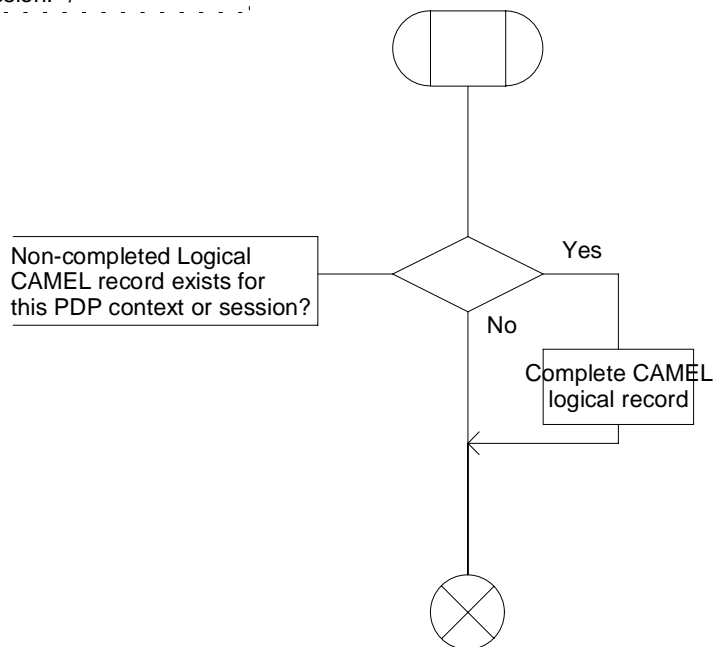 Non-completed Logical
CAMEL record exists for
this PDP context or session?
Yes
No
Complete CAMEL
logical record